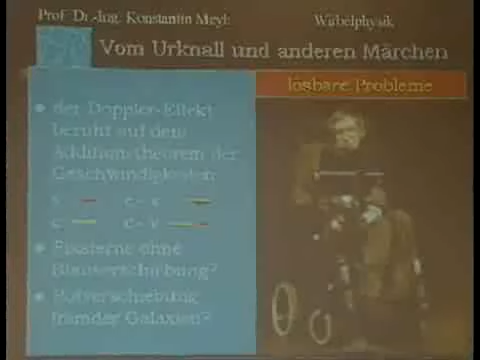 Prof. Dr.-Ing. Konstantin Meyl: Wirbelphysik
Vom Urknall und anderen Märchen
lösbare Probleme
• der Doppler-Effekt
beruht auf dem
Additionstheorem der
Geschwindigkeiten
• Fixsterne ohne
Blauverschiebung?
• Rotverschiebung
fremder Galaxien?